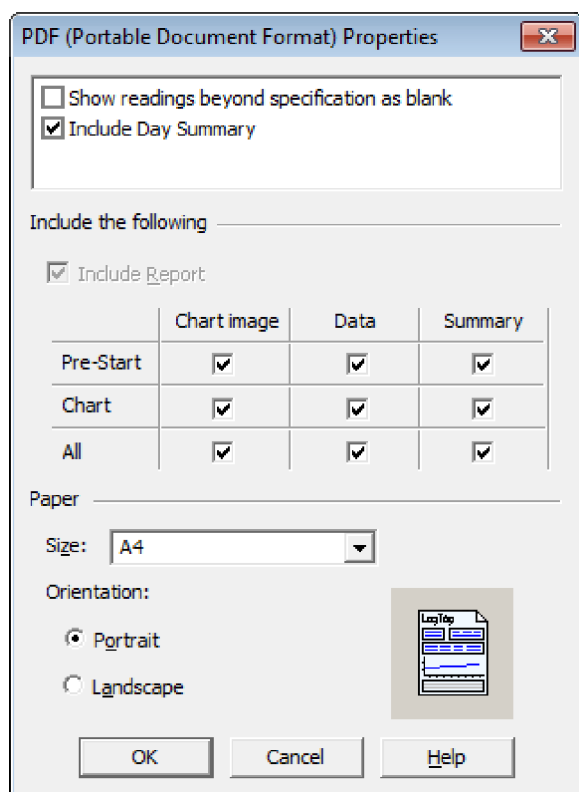 PDF (Portable Document Format) Properties
Show readings beyond specification as blank
Include Day Summary
Include the following
Include Report
Chart image Data Summary
Pre-Start
Chart
All
Paper
Size: A4
Orientation:
LogTag
Portrait
Landscape
OK Cancel Help